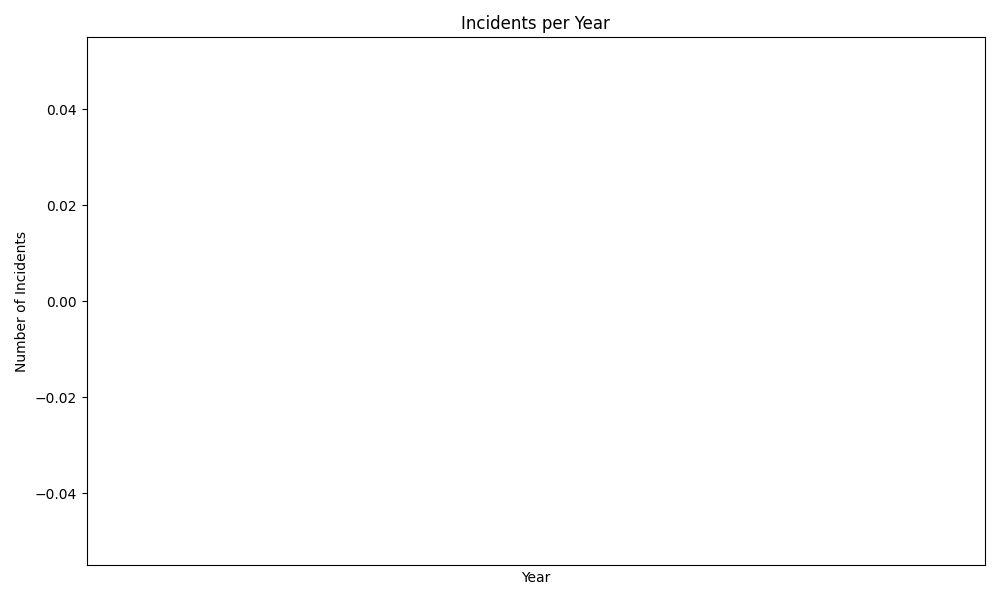 Incidents per Year
Number of Incidents
0.04
0.02
0.00
−0.02
−0.04
Year